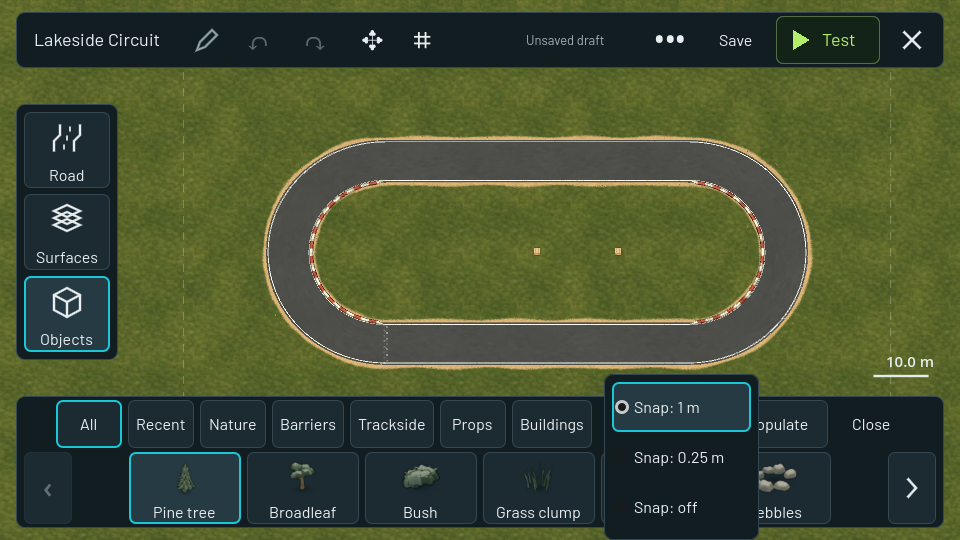 Lakeside Circuit
Unsaved draft
Save
Test
Road
Surfaces
Objects
10.0 m
All
Recent
Nature
Barriers
Trackside
Props
Buildings
opulate
Close
Snap: 1 m
Snap: 0.25 m
Snap: off
Pine tree
Broadleaf
Bush
Grass clump
ebbles